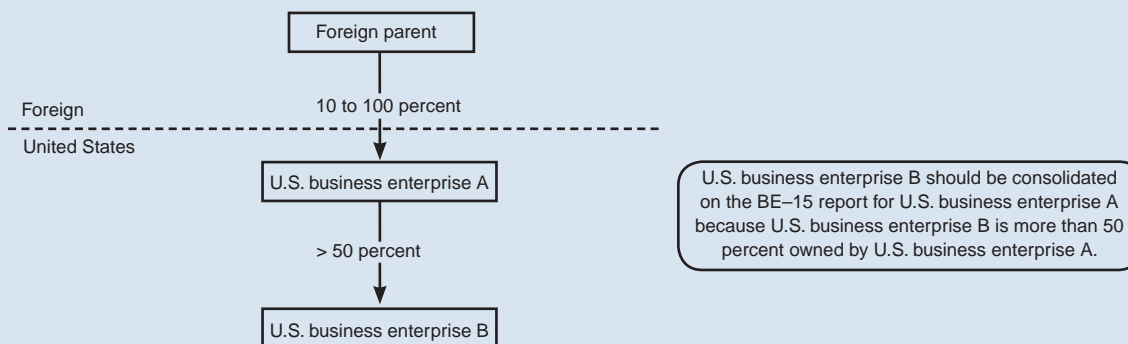 Foreign parent
10 to 100 percent
Foreign
United States
U.S. business enterprise A
> 50 percent
U.S. business enterprise B
U.S. business enterprise B should be consolidated
on the BE–15 report for U.S. business enterprise A
because U.S. business enterprise B is more than 50
percent owned by U.S. business enterprise A.